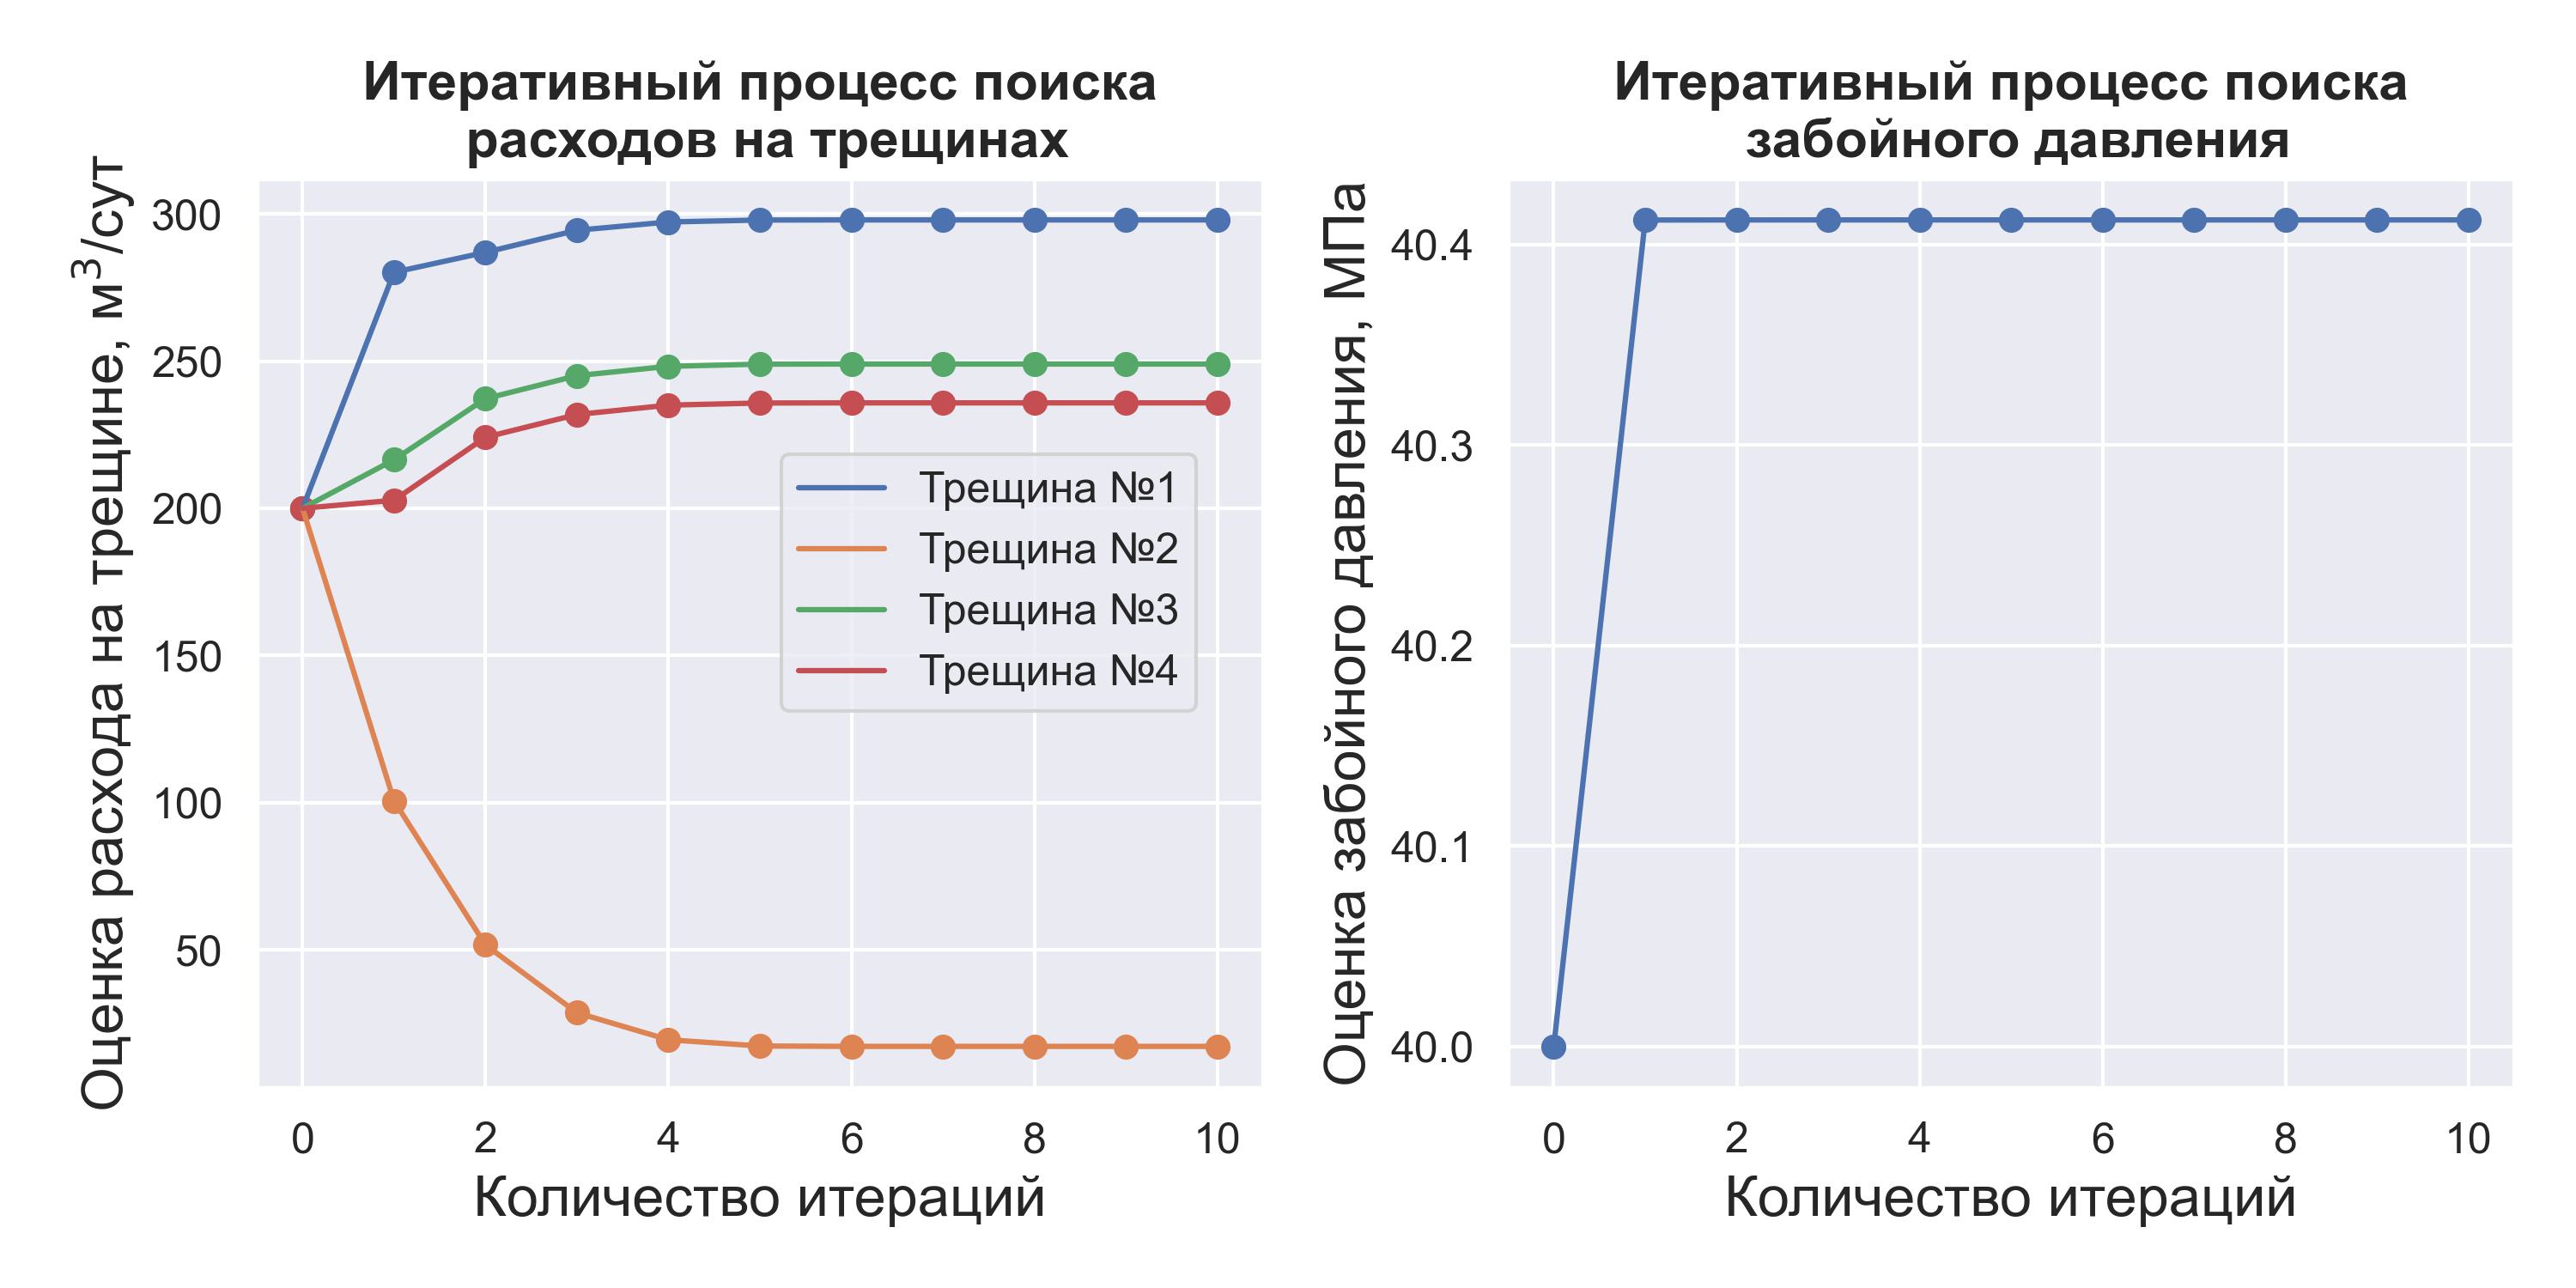 Итеративный процесс поиска
расходов на трещинах
Оценка расхода на трещине, м³/сут
300
250
200
150
100
50
Трещина №1
Трещина №2
Трещина №3
Трещина №4
0 2 4 6 8 10
Количество итераций
Итеративный процесс поиска
забойного давления
Оценка забойного давления, МПа
40.4
40.3
40.2
40.1
40.0
0 2 4 6 8 10
Количество итераций